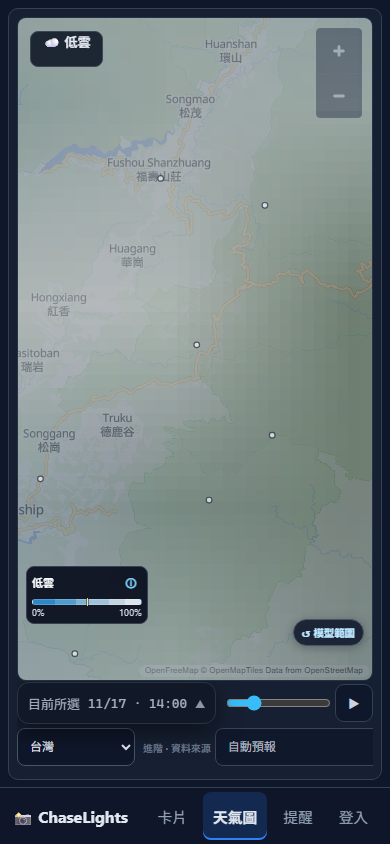 低雲
+
Huanshan
環山
−
Songmao
松茂
Fushou Shanzhuang
福壽山莊
Huagang
華崗
Hongxiang
紅香
asitoban
瑞岩
Truku
德鹿谷
Songgang
松崗
ship
低雲
0% 100%
↺ 模型範圍
OpenFreeMap © OpenMapTiles Data from OpenStreetMap
目前所選 11/17 · 14:00 ▲
▶
台灣
進階·資料來源
自動預報
ChaseLights 卡片 天氣圖 提醒 登入